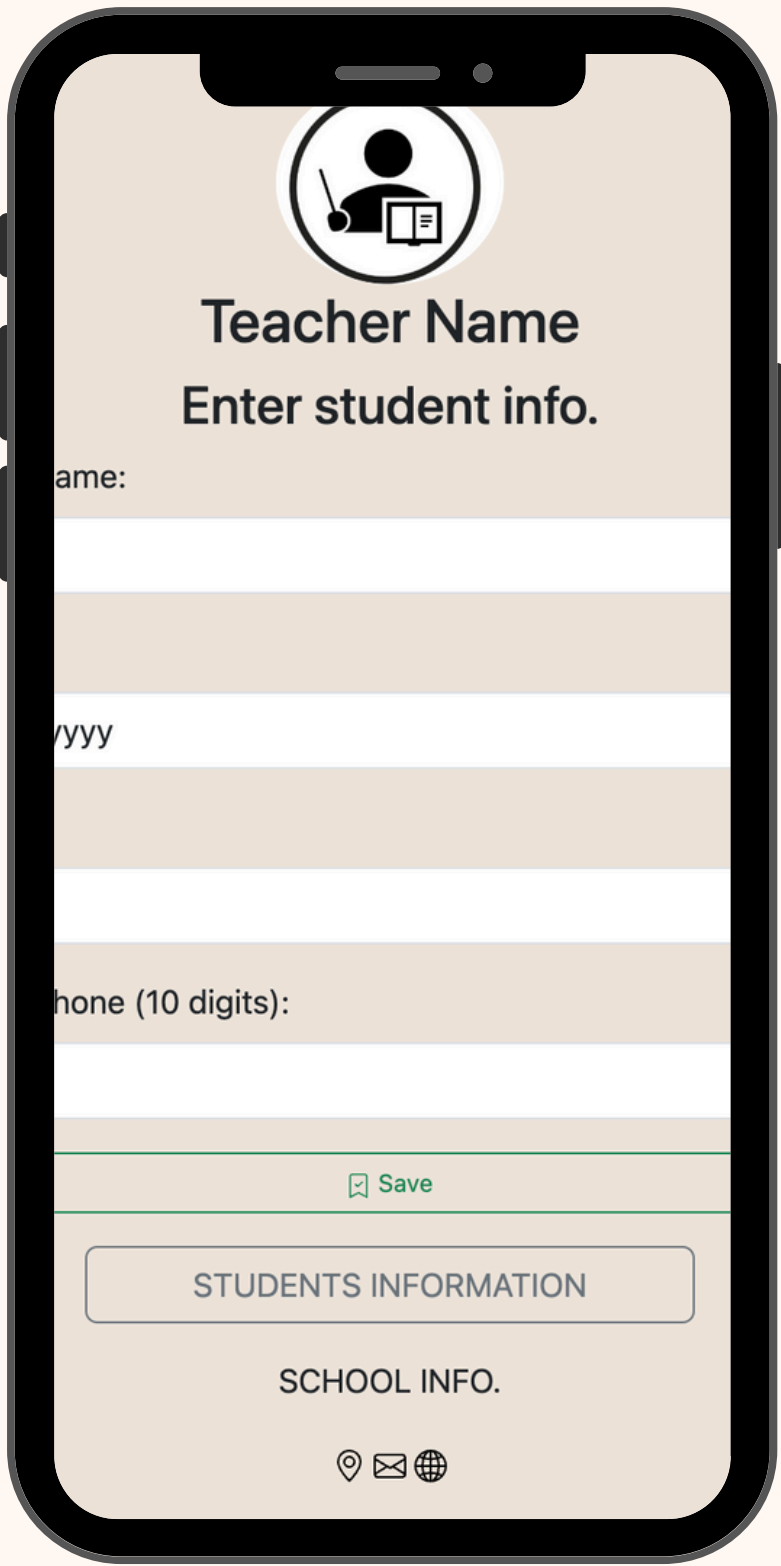 Teacher Name
Enter student info.
ame:
yyyy
hone (10 digits):
Save
STUDENTS INFORMATION
SCHOOL INFO.